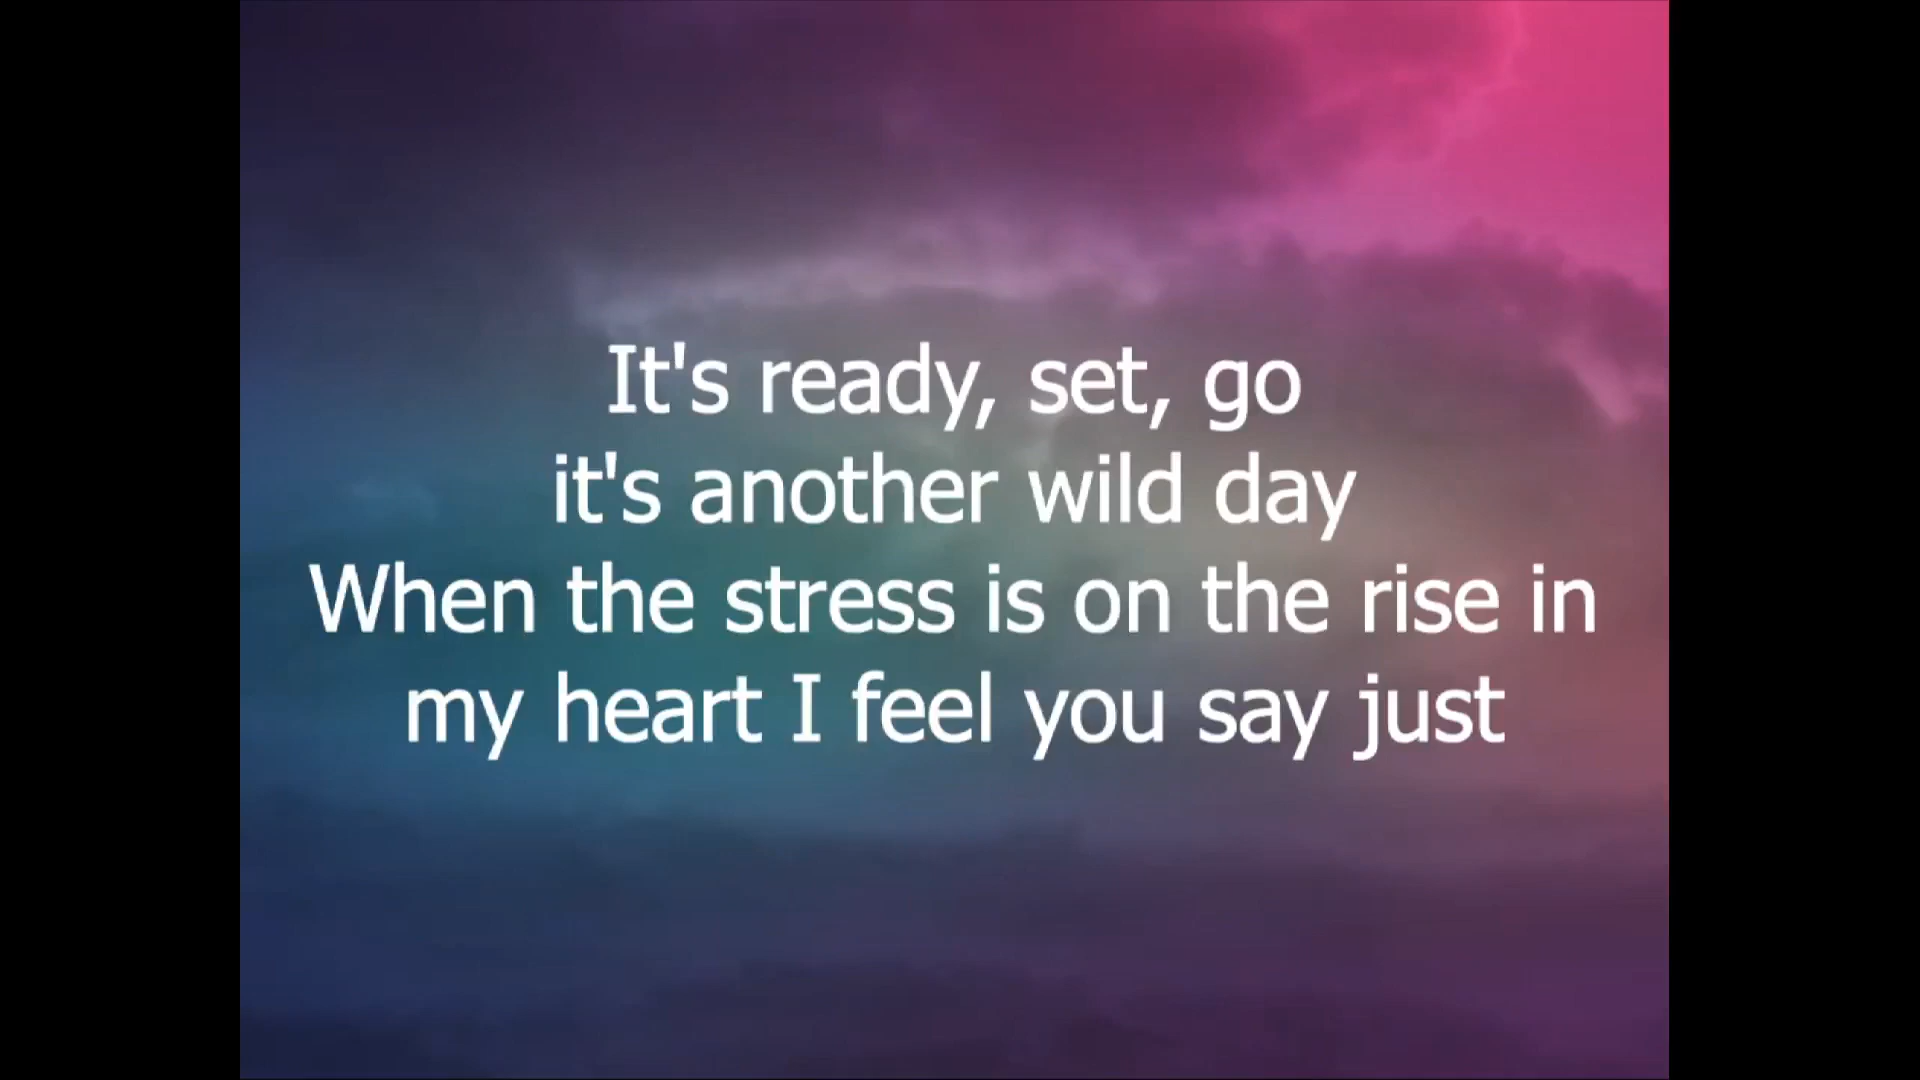 It's ready, set, go
it's another wild day
When the stress is on the rise in
my heart I feel you say just